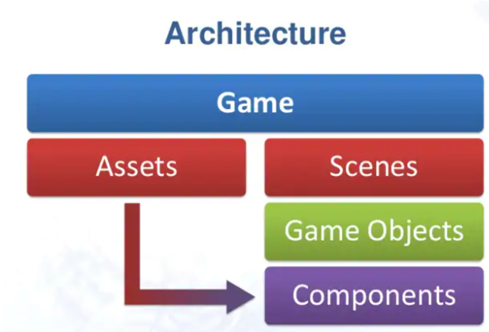 Architecture
Game
Assets
Scenes
Game Objects
Components